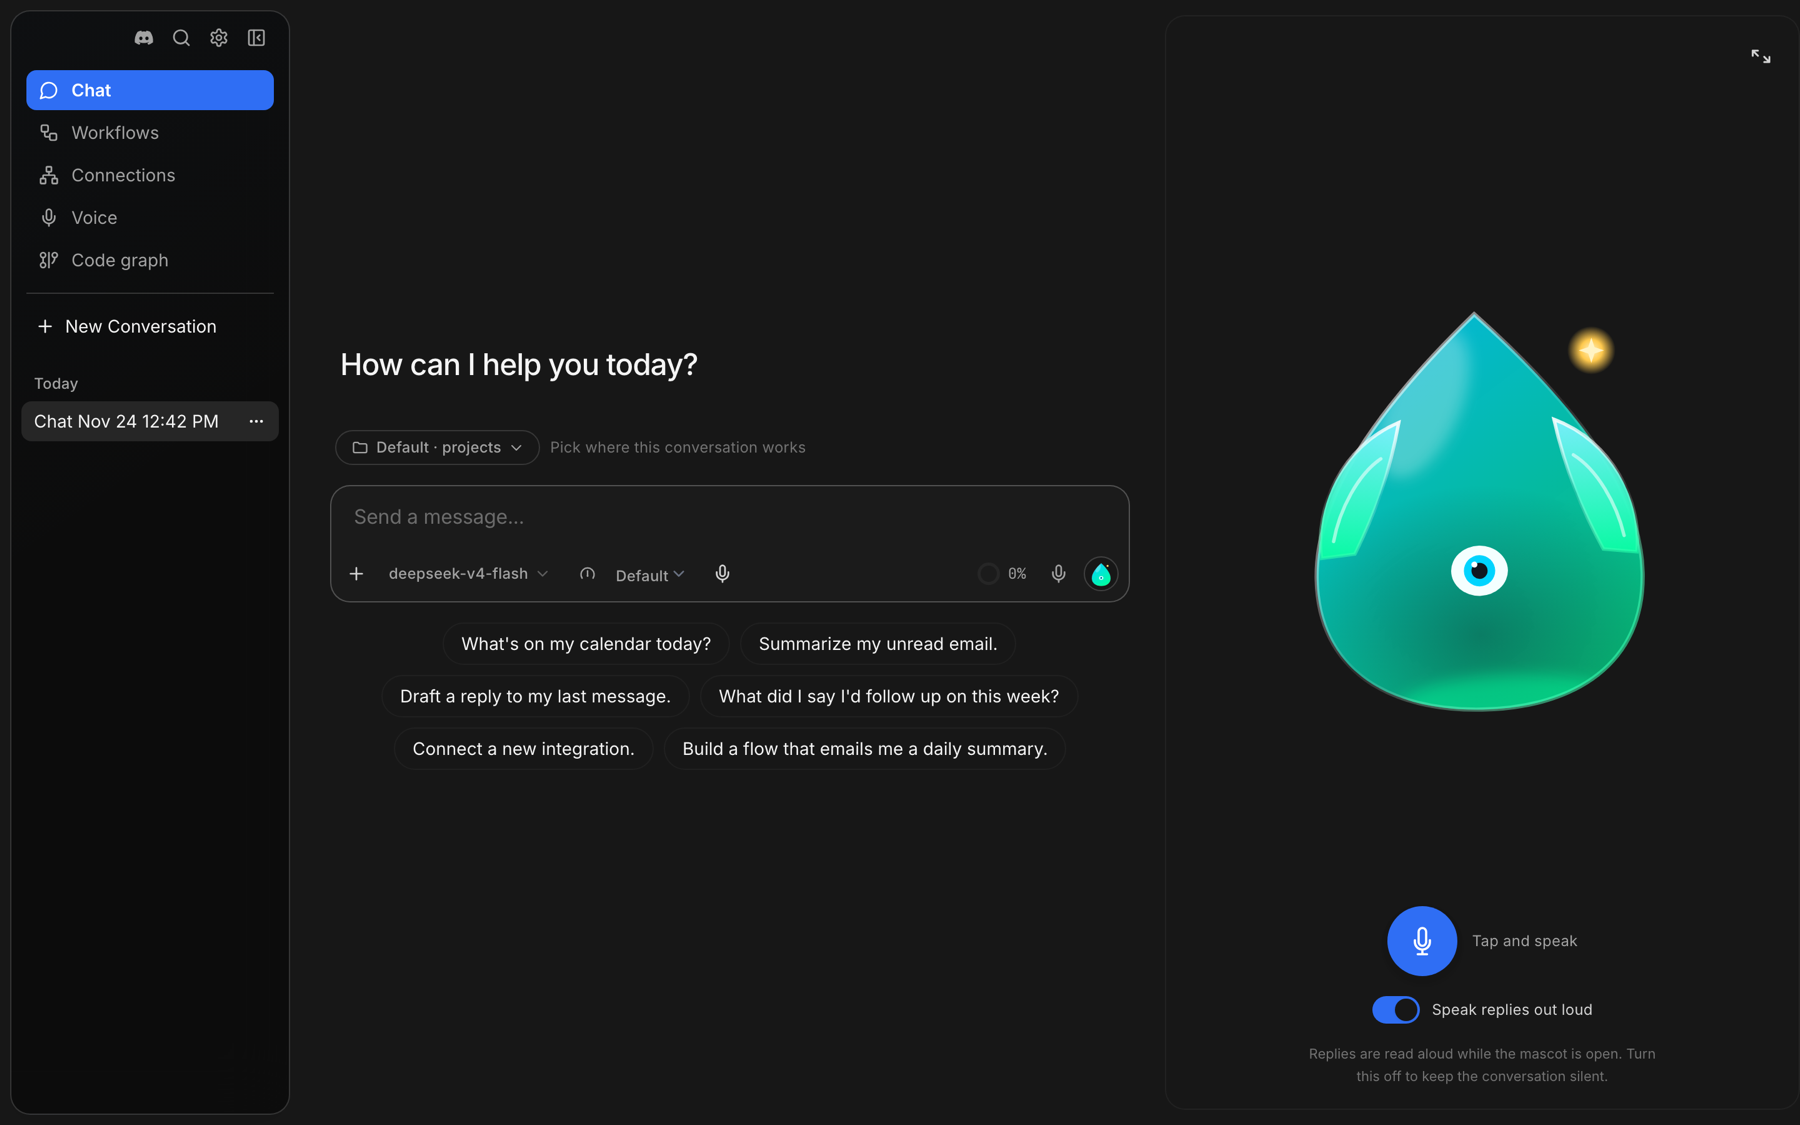 Chat
Workflows
Connections
Voice
Code graph
New Conversation
Today
Chat Nov 24 12:42 PM
How can I help you today?
Default · projects
Pick where this conversation works
Send a message...
deepseek-v4-flash
Default
0%
What's on my calendar today?
Summarize my unread email.
Draft a reply to my last message.
What did I say I'd follow up on this week?
Connect a new integration.
Build a flow that emails me a daily summary.
Tap and speak
Speak replies out loud
Replies are read aloud while the mascot is open. Turn
this off to keep the conversation silent.